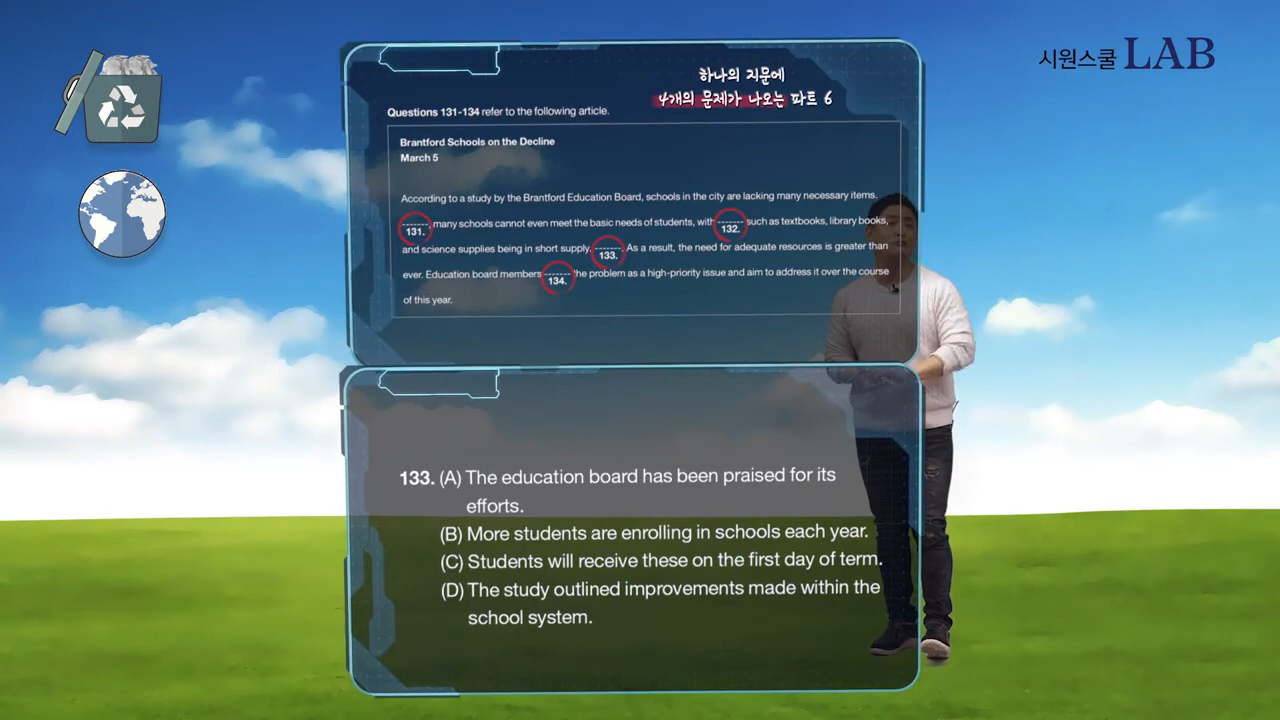 시원스쿨 LAB
하나의 지문에
4개의 문제가 나오는 파트 6
Questions 131-134 refer to the following article.
Brantford Schools on the Decline
March 5
According to a study by the Brantford Education Board, schools in the city are lacking many necessary items.
------- many schools cannot even meet the basic needs of students, with ------- such as textbooks, library books,
131. 132.
and science supplies being in short supply. -------. As a result, the need for adequate resources is greater than
133.
ever. Education board members ------- the problem as a high-priority issue and aim to address it over the course
134.
of this year.
133. (A) The education board has been praised for its
efforts.
(B) More students are enrolling in schools each year.
(C) Students will receive these on the first day of term.
(D) The study outlined improvements made within the
school system.